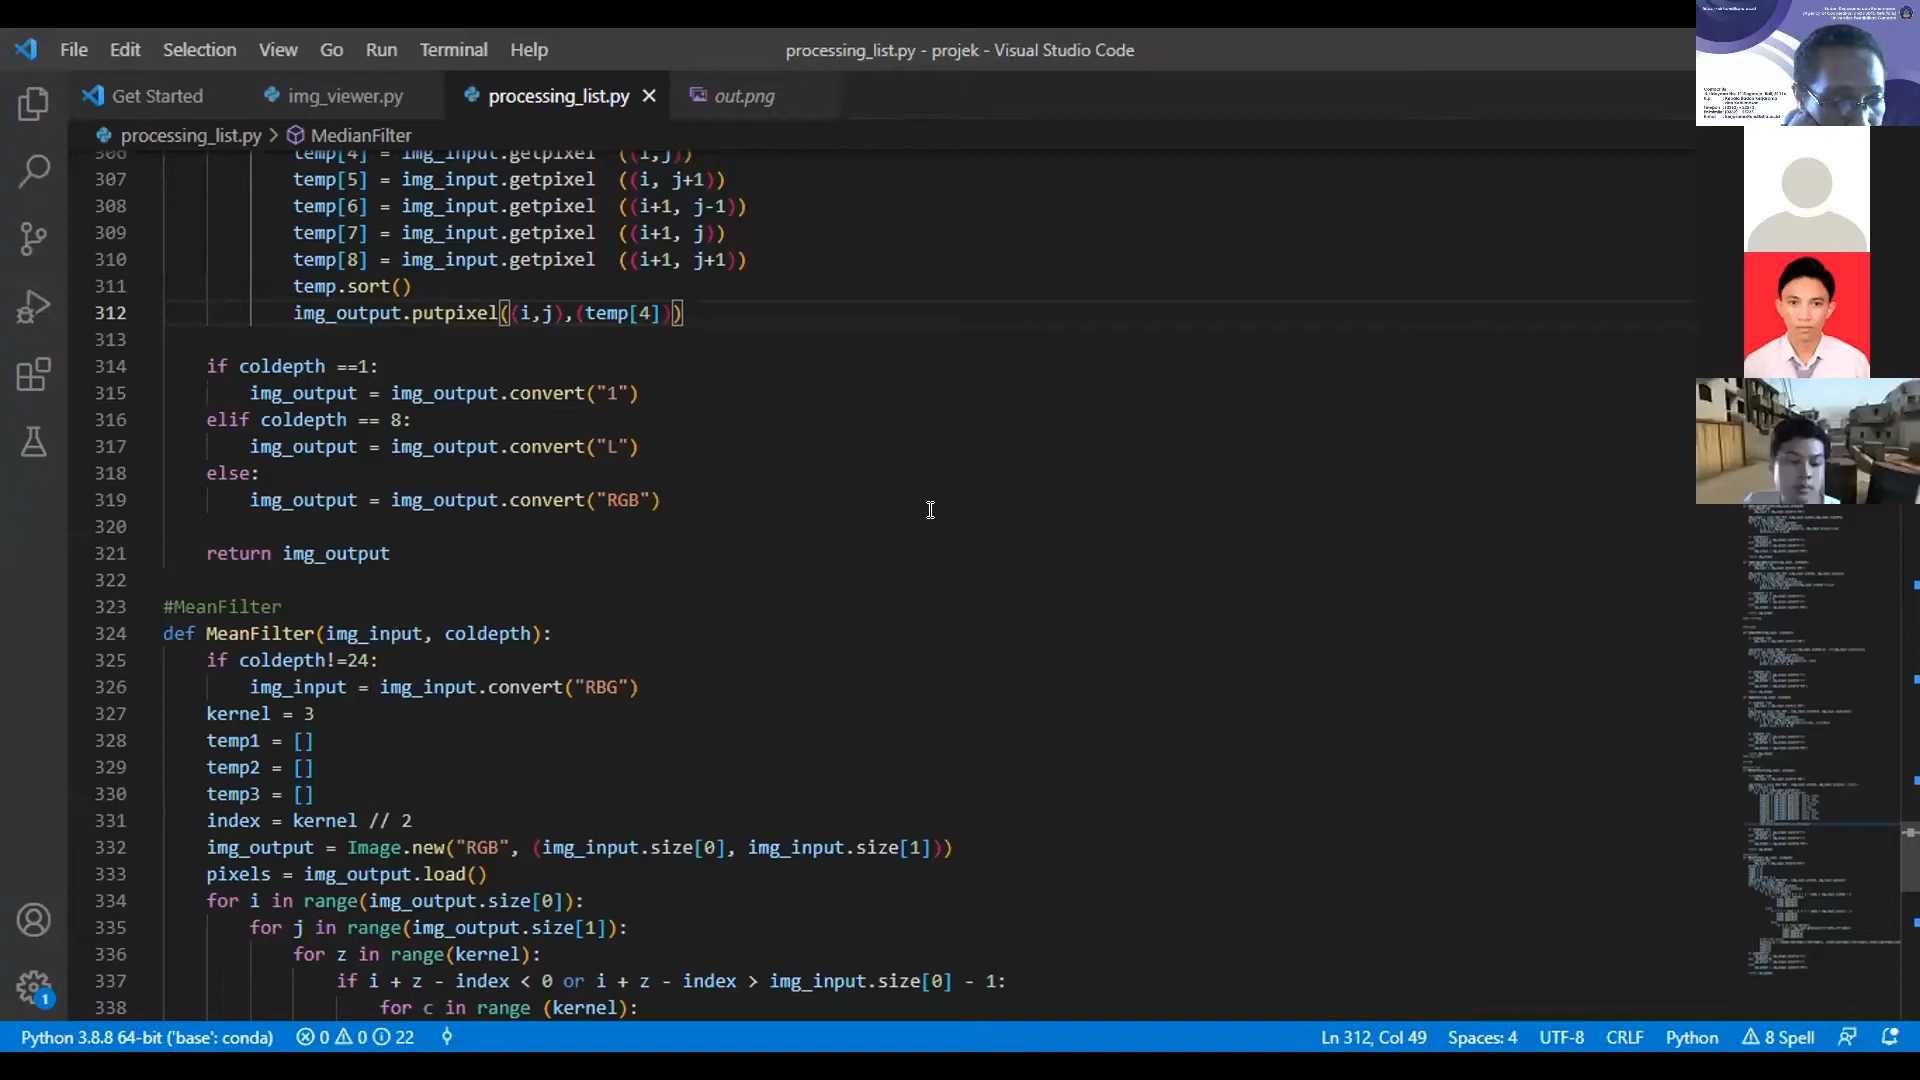 File Edit Selection View Go Run Terminal Help
processing_list.py - projek - Visual Studio Code
Get Started
img_viewer.py
processing_list.py
out.png
processing_list.py > MedianFilter
306 temp[4] = img_input.getpixel ((i,j))
307 temp[5] = img_input.getpixel ((i, j+1))
308 temp[6] = img_input.getpixel ((i+1, j-1))
309 temp[7] = img_input.getpixel ((i+1, j))
310 temp[8] = img_input.getpixel ((i+1, j+1))
311 temp.sort()
312 img_output.putpixel((i,j),(temp[4]))
313
314 if coldepth ==1:
315 img_output = img_output.convert("1")
316 elif coldepth == 8:
317 img_output = img_output.convert("L")
318 else:
319 img_output = img_output.convert("RGB")
320
321 return img_output
322
323 #MeanFilter
324 def MeanFilter(img_input, coldepth):
325 if coldepth!=24:
326 img_input = img_input.convert("RBG")
327 kernel = 3
328 temp1 = []
329 temp2 = []
330 temp3 = []
331 index = kernel // 2
332 img_output = Image.new("RGB", (img_input.size[0], img_input.size[1]))
333 pixels = img_output.load()
334 for i in range(img_output.size[0]):
335 for j in range(img_output.size[1]):
336 for z in range(kernel):
337 if i + z - index < 0 or i + z - index > img_input.size[0] - 1:
338 for c in range (kernel):
1
Python 3.8.8 64-bit ('base': conda) 0 0 22
Ln 312, Col 49 Spaces: 4 UTF-8 CRLF Python 8 Spell